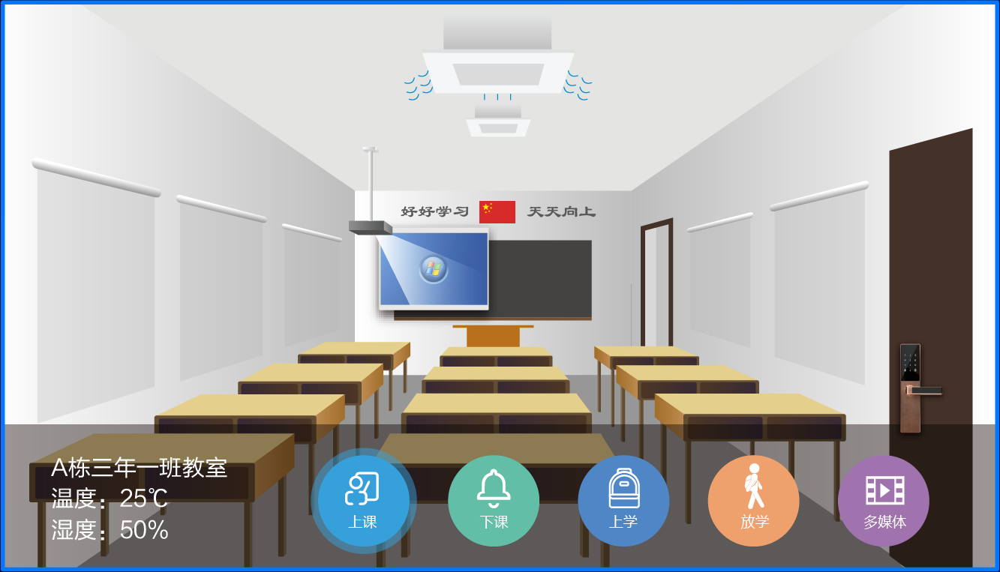 好好学习 天天向上
A栋三年一班教室
温度：25℃
湿度：50%
上课
下课
上学
放学
多媒体